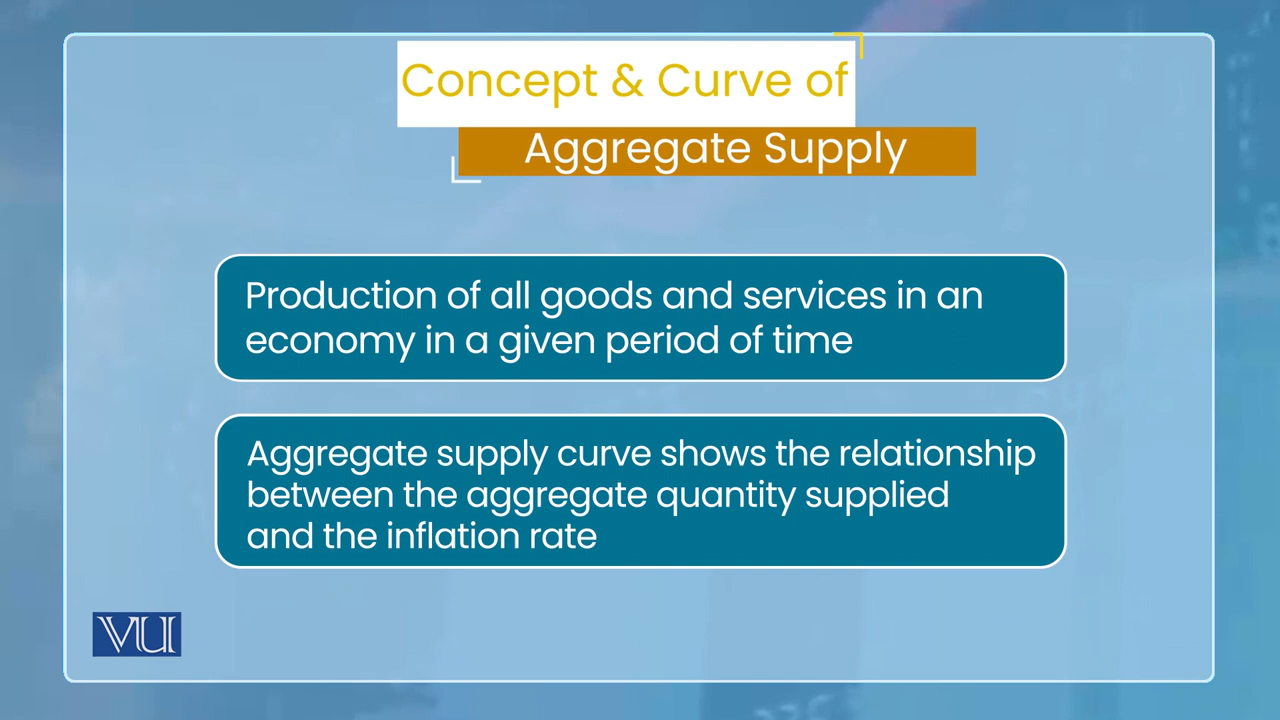 Concept & Curve of
Aggregate Supply
Production of all goods and services in an
economy in a given period of time
Aggregate supply curve shows the relationship
between the aggregate quantity supplied
and the inflation rate
VU